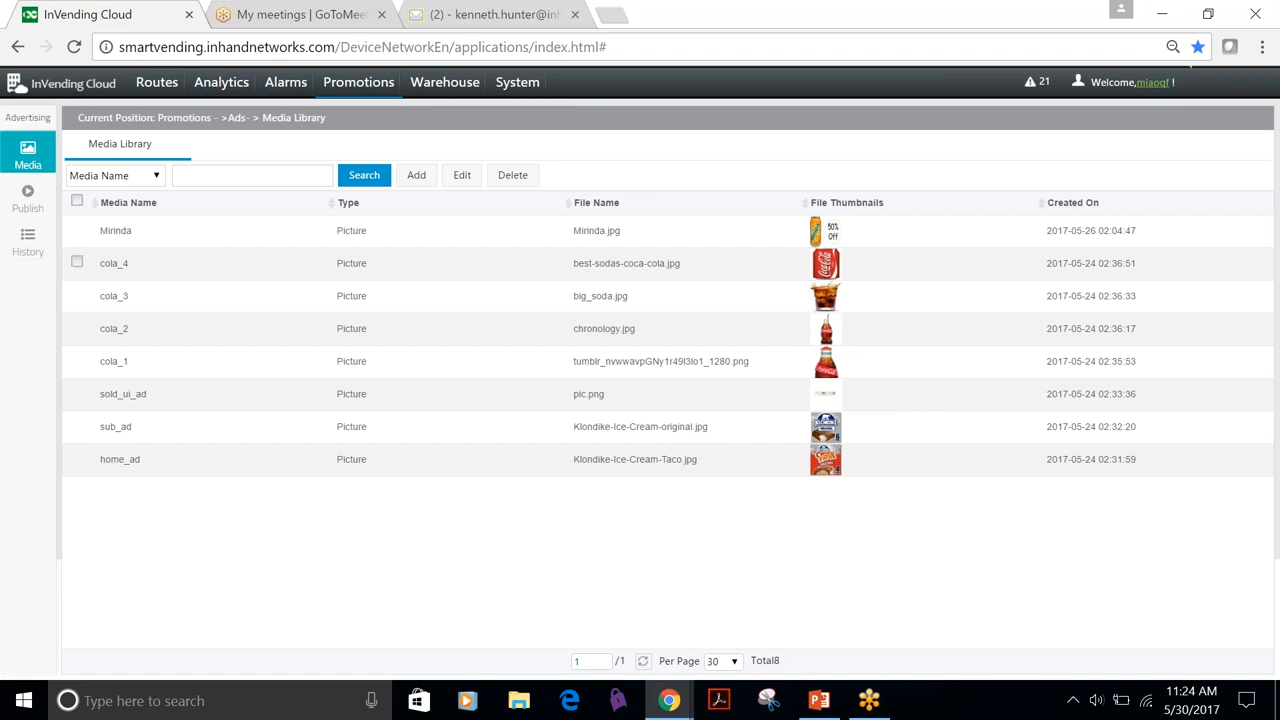 InVending Cloud
My meetings | GoToMeet
(2) - kenneth.hunter@in
smartvending.inhandnetworks.com/DeviceNetworkEn/applications/index.html#
InVending Cloud Routes Analytics Alarms Promotions Warehouse System 21 Welcome,miaoqf !
Advertising
Current Position: Promotions - >Ads- > Media Library
Media
Publish
History
Media Library
Media Name Search Add Edit Delete
Media Name Type File Name File Thumbnails Created On
Mirinda Picture Mirinda.jpg 50% Off 2017-05-26 02:04:47
cola_4 Picture best-sodas-coca-cola.jpg 2017-05-24 02:36:51
cola_3 Picture big_soda.jpg 2017-05-24 02:36:33
cola_2 Picture chronology.jpg 2017-05-24 02:36:17
cola_1 Picture 2017-05-24 02:35:53
sold_ui_ad Picture pic.png 2017-05-24 02:33:36
sub_ad Picture Klondike-Ice-Cream-original.jpg 2017-05-24 02:32:20
home_ad Picture Klondike-Ice-Cream-Taco.jpg 2017-05-24 02:31:59
1 /1 Per Page 30 Total8
Type here to search
11:24 AM
5/30/2017